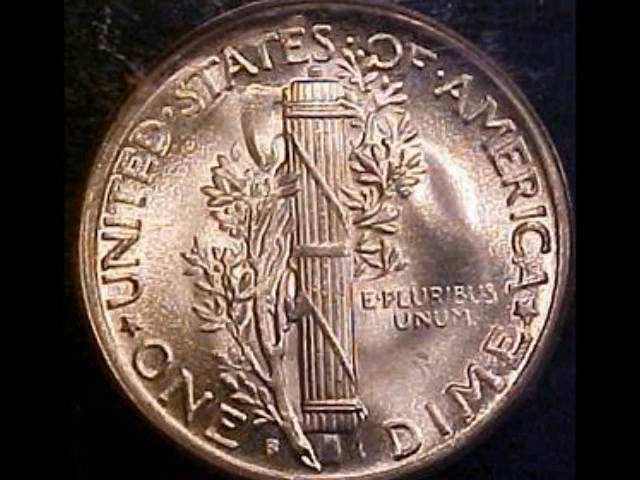 UNITED·STATES·OF·AMERICA
E·PLURIBUS
UNUM.
ONE DIME